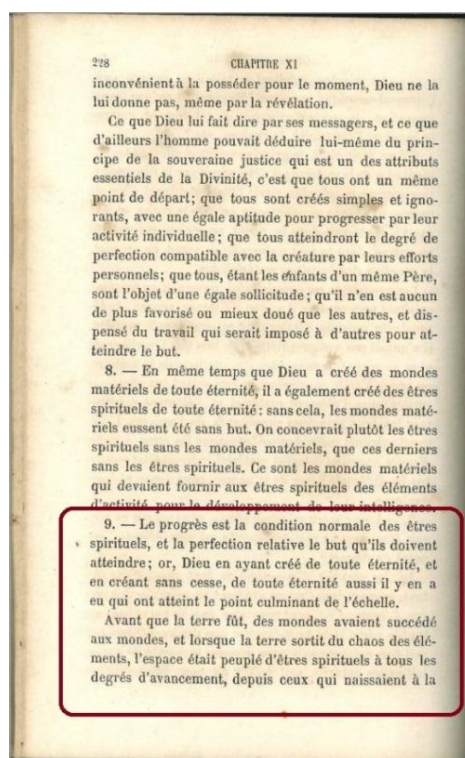 228 CHAPITRE XI
inconvénient à la posséder pour le moment, Dieu ne la
lui donne pas, même par la révélation.
Ce que Dieu lui fait dire par ses messagers, et ce que
d'ailleurs l'homme pouvait déduire lui-même du prin-
cipe de la souveraine justice qui est un des attributs
essentiels de la Divinité, c'est que tous ont un même
point de départ; que tous sont créés simples et igno-
rants, avec une égale aptitude pour progresser par leur
activité individuelle; que tous atteindront le degré de
perfection compatible avec la créature par leurs efforts
personnels; que tous, étant les enfants d'un même Père,
sont l'objet d'une égale sollicitude; qu'il n'en est aucun
de plus favorisé ou mieux doué que les autres, et dis-
pensé du travail qui serait imposé à d'autres pour at-
teindre le but.
8. — En même temps que Dieu a créé des mondes
matériels de toute éternité, il a également créé des êtres
spirituels de toute éternité: sans cela, les mondes maté-
riels eussent été sans but. On concevrait plutôt les êtres
spirituels sans les mondes matériels, que ces derniers
sans les êtres spirituels. Ce sont les mondes matériels
qui devaient fournir aux êtres spirituels des éléments
d'activité pour le développement de leur intelligence.
9. — Le progrès est la condition normale des êtres
spirituels, et la perfection relative le but qu'ils doivent
atteindre; or, Dieu en ayant créé de toute éternité, et
en créant sans cesse, de toute éternité aussi il y en a
eu qui ont atteint le point culminant de l'échelle.
Avant que la terre fût, des mondes avaient succédé
aux mondes, et lorsque la terre sortit du chaos des élé-
ments, l'espace était peuplé d'êtres spirituels à tous les
degrés d'avancement, depuis ceux qui naissaient à la